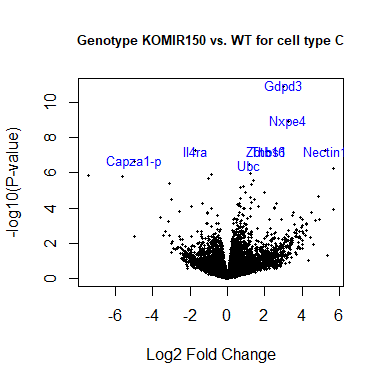 Genotype KOMIR150 vs. WT for cell type C
Gdpd3
Nxpe4
Il4ra
Nectin1
Capza1-p
Ubc
-log10(P-value)
10
8
6
4
2
0
-6
-4
-2
0
2
4
6
Log2 Fold Change